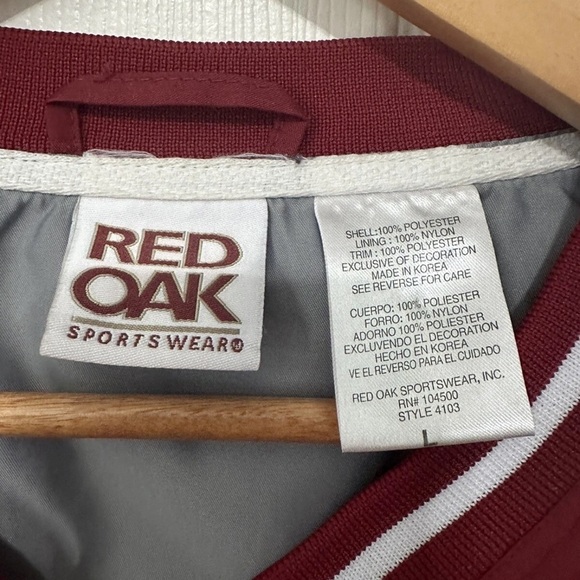 RED
OAK
SPORTSWEAR
SHELL:100% POLYESTER
LINING : 100% NYLON
TRIM : 100% POLYESTER
EXCLUSIVE OF DECORATION
MADE IN KOREA
SEE REVERSE FOR CARE
CUERPO: 100% POLIESTER
FORRO: 100% NYLON
ADORNO 100% POLIESTER
EXCLUVENDO EL DECORATION
HECHO EN KOREA
VE EL REVERSO PARA EL CUIDADO
RED OAK SPORTSWEAR, INC.
RN# 104500
STYLE 4103
L